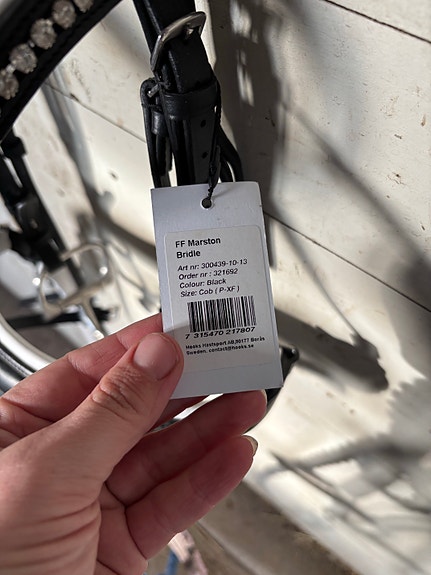 FF Marston
Bridle
Art nr: 300439-10-13
Order nr : 321692
Colour: Black
Size: Cob ( P-XF )
7 315470 217807
Hööks Hästsport AB,50177 Borås
Sweden, contact@hooks.se